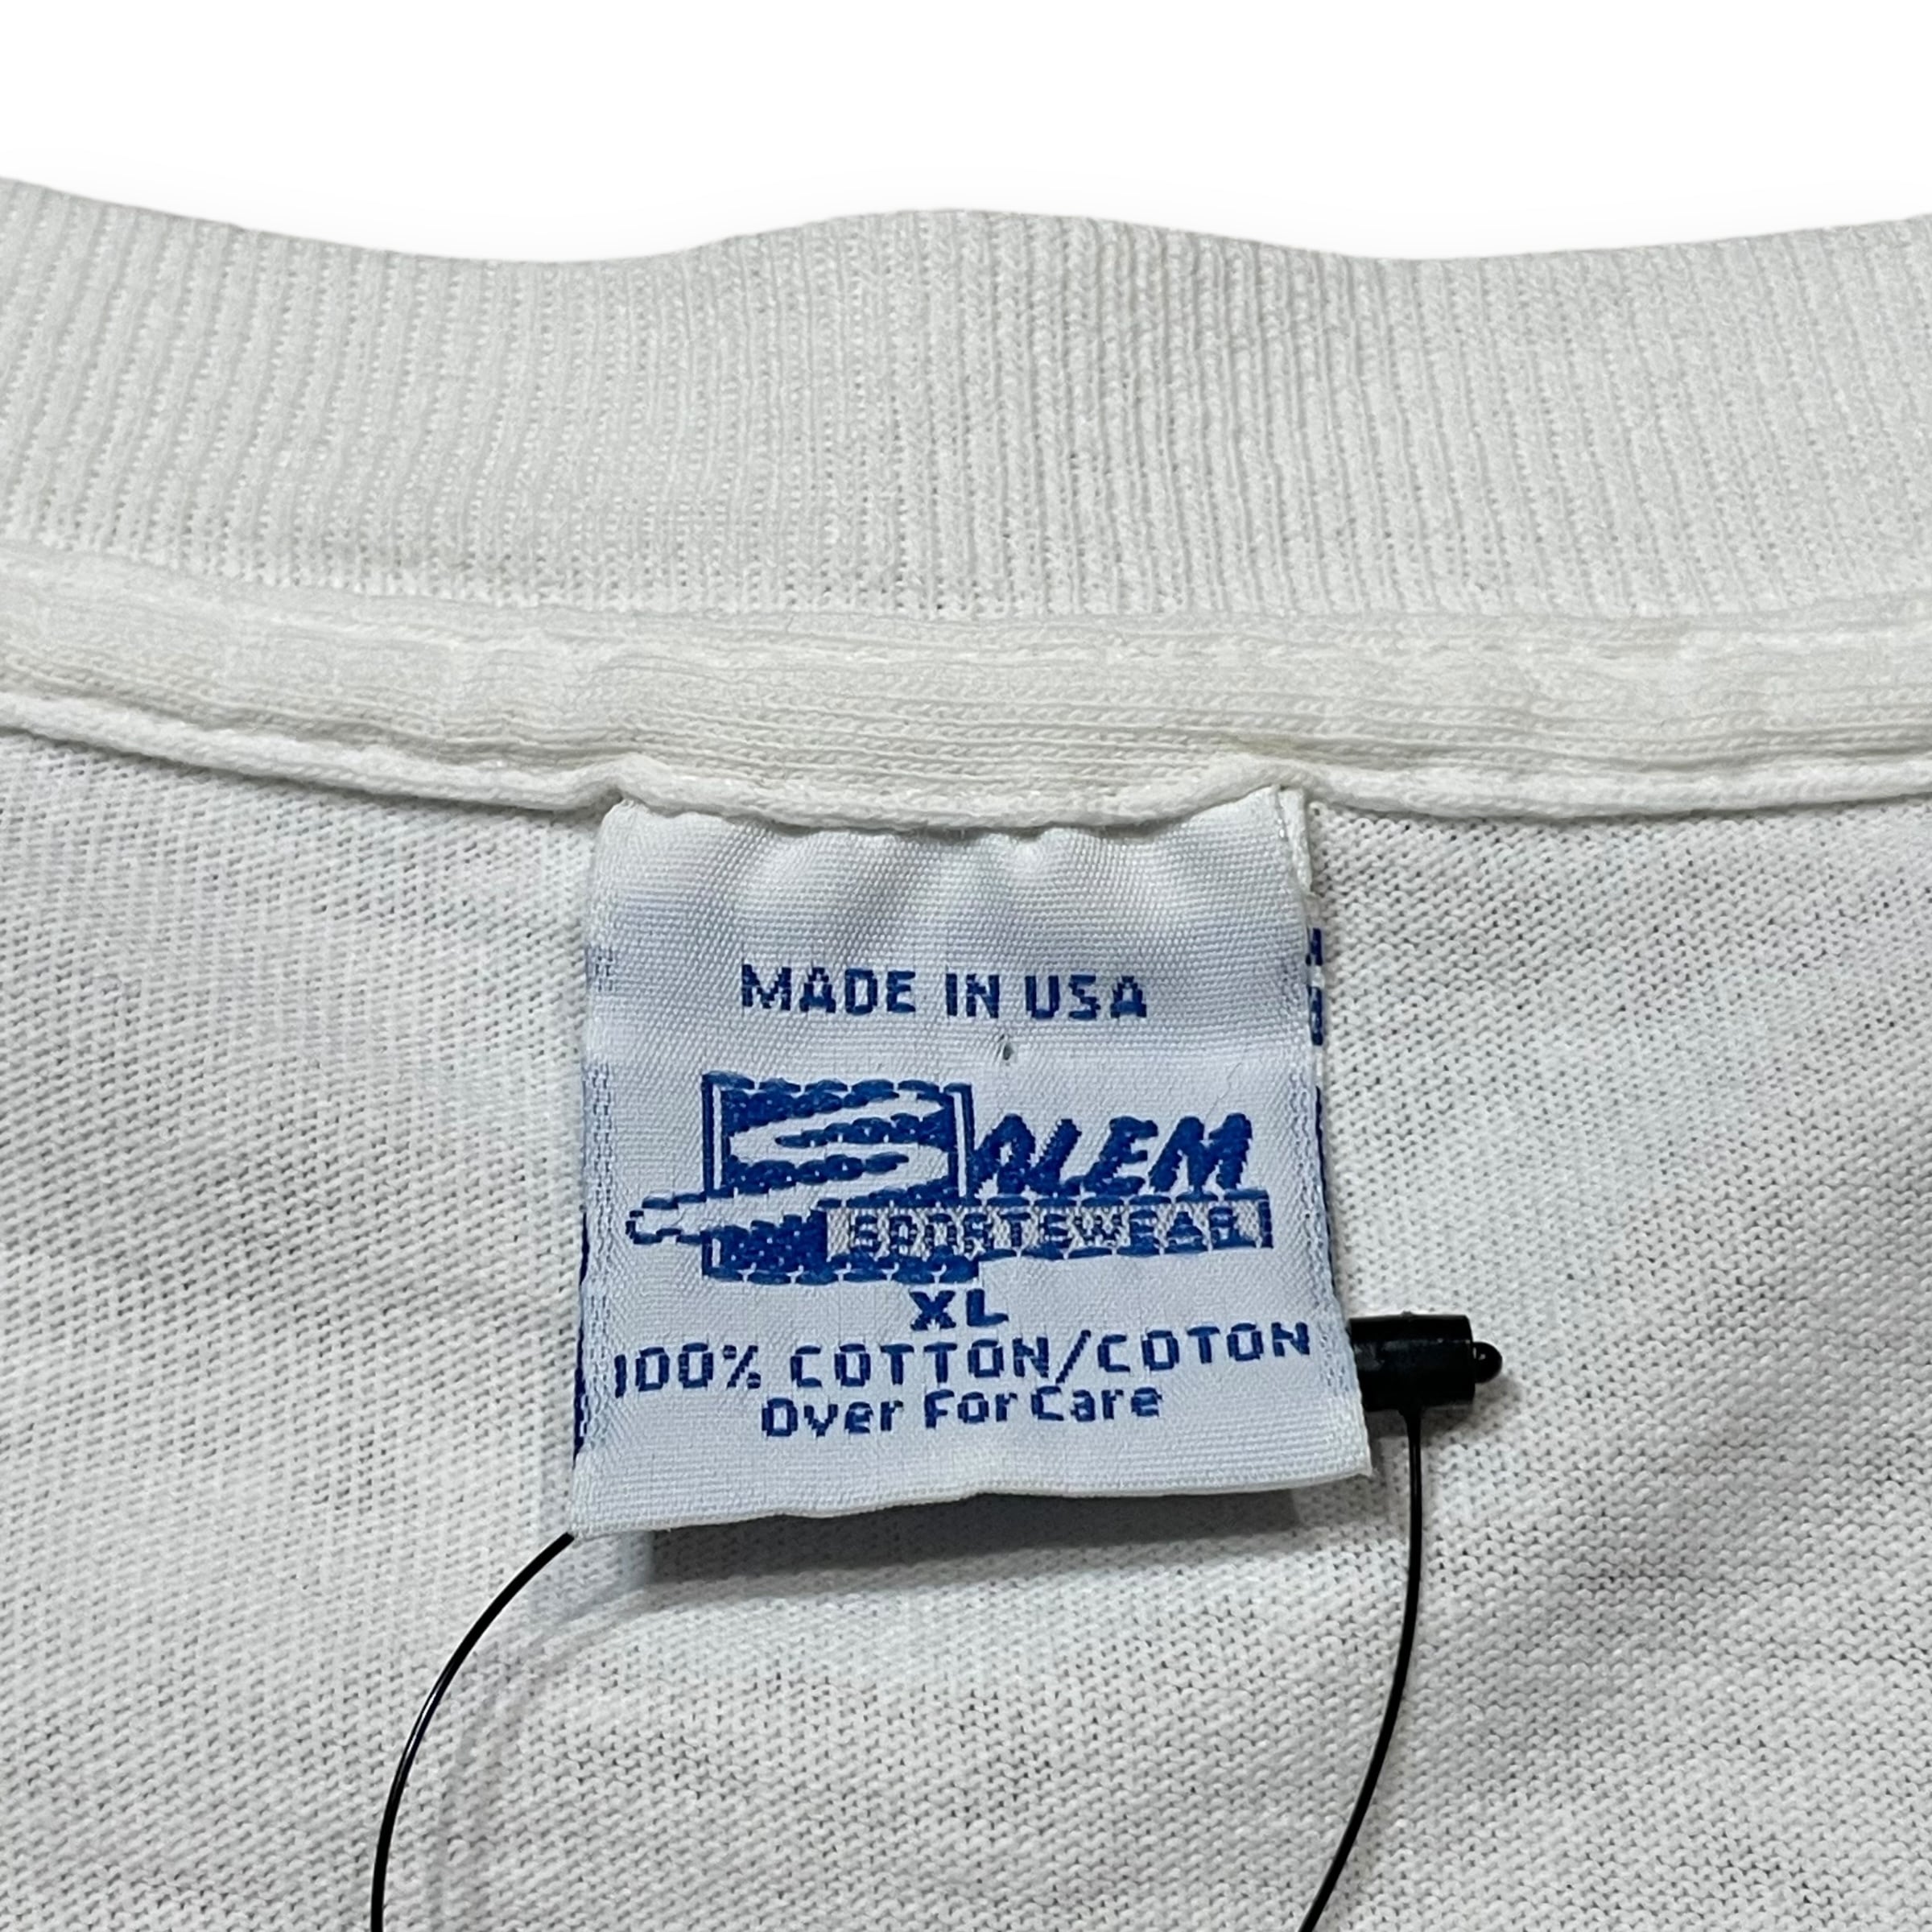 MADE IN USA
SALEM
SPORTSWEAR
XL
100% COTTON/COTON
Over For Care